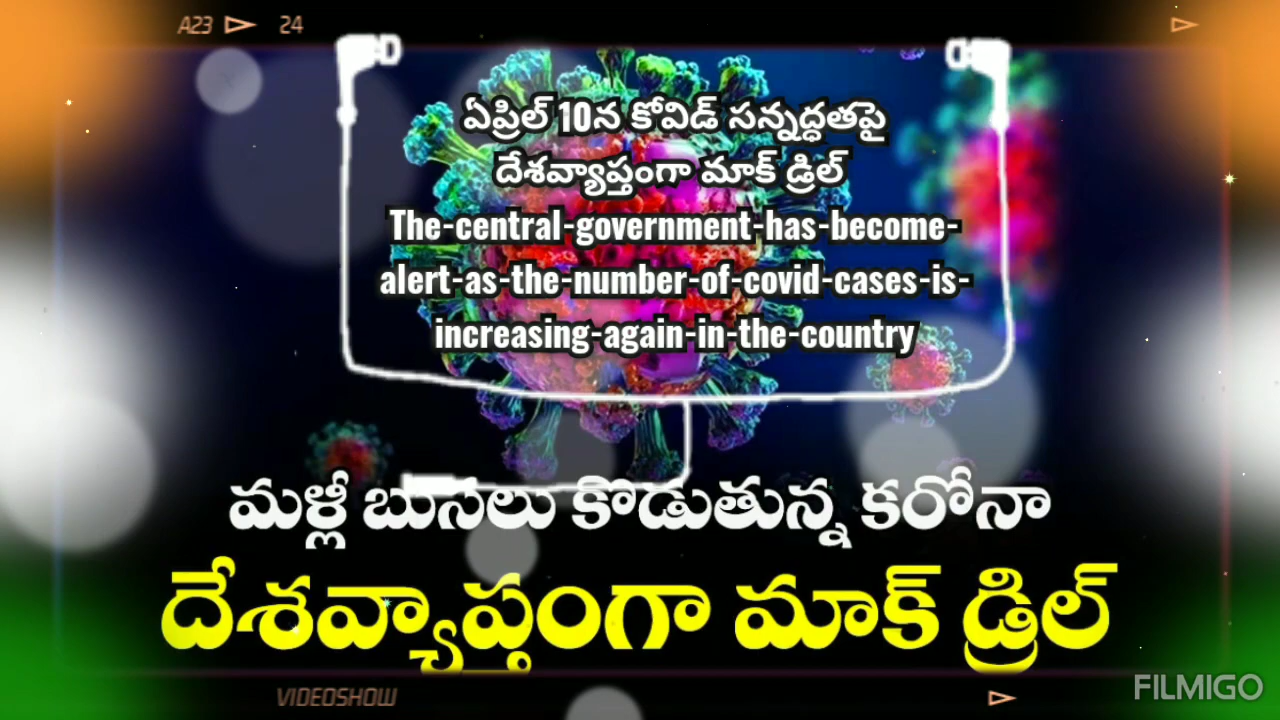 A23 24
ఏప్రిల్ 10న కోవిడ్ సన్నద్ధతపై
దేశవ్యాప్తంగా మాక్ డ్రిల్
The-central-government-has-become-
alert-as-the-number-of-covid-cases-is-
increasing-again-in-the-country
మళ్లీ బుసలు కొడుతున్న కరోనా
దేశవ్యాప్తంగా మాక్ డ్రిల్
VIDEOSHOW
FILMIGO